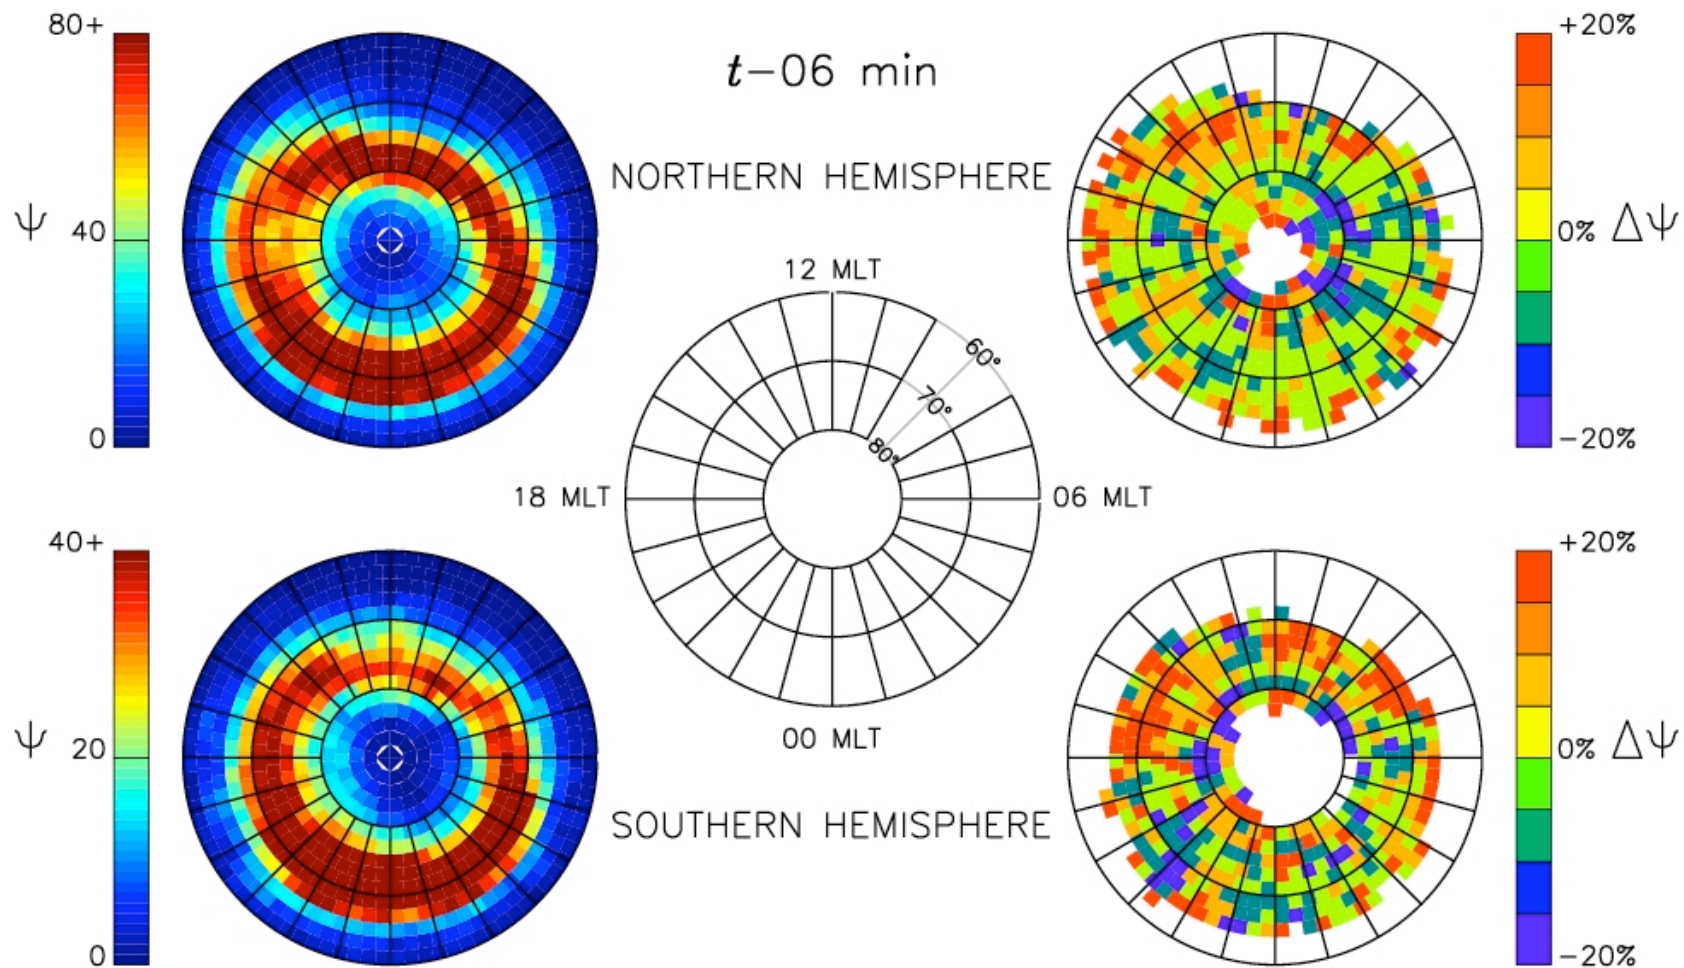 80+
+20%
t−06 min
NORTHERN HEMISPHERE
ψ
40
0% Δψ
12 MLT
60°
70°
0
80°
−20%
18 MLT
06 MLT
40+
+20%
00 MLT
ψ
20
0% Δψ
SOUTHERN HEMISPHERE
0
−20%